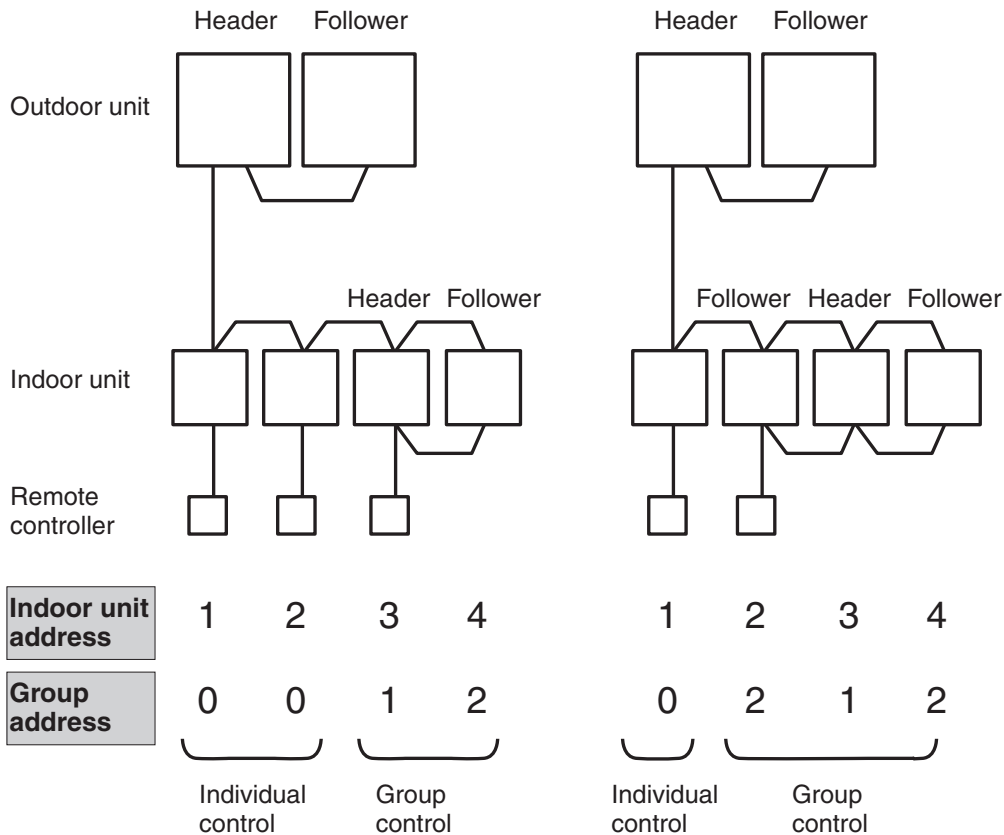 Header Follower Header Follower
Outdoor unit
Header Follower Follower Header Follower
Indoor unit
Remote
controller
Indoor unit
address
1 2 3 4 1 2 3 4
Group
address
0 0 1 2 0 2 1 2
Individual
control
Group
control
Individual
control
Group
control